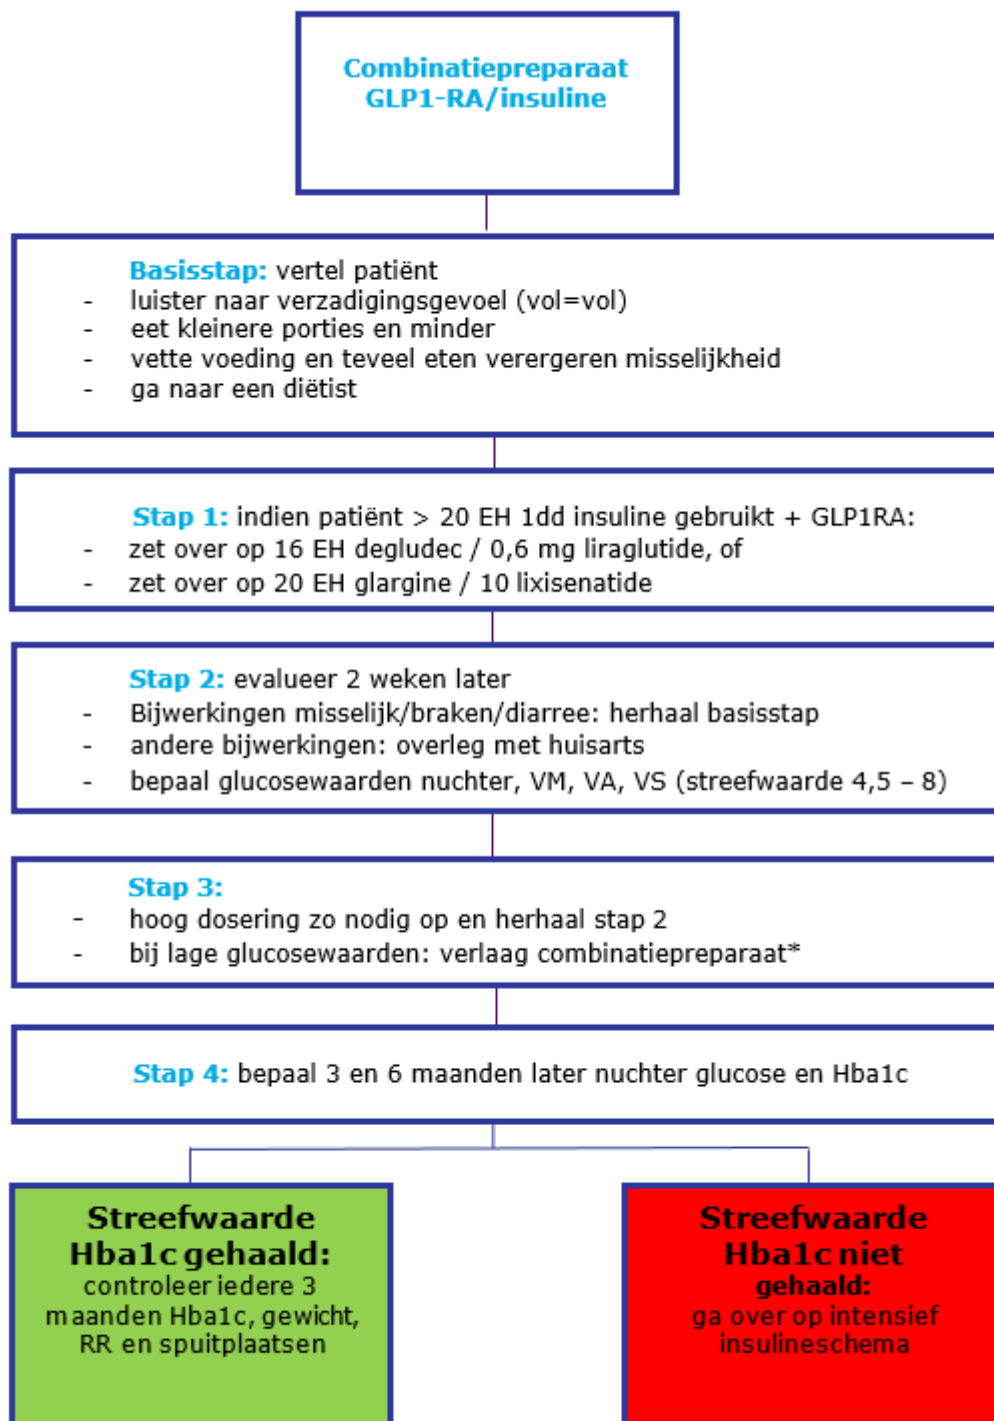 Combinatiepreparaat
GLP1-RA/insuline
Basisstap: vertel patiënt
- luister naar verzadigingsgevoel (vol=vol)
- eet kleinere porties en minder
- vette voeding en teveel eten verergeren misselijkheid
- ga naar een diëtist
Stap 1: indien patiënt > 20 EH 1dd insuline gebruikt + GLP1RA:
- zet over op 16 EH degludec / 0,6 mg liraglutide, of
- zet over op 20 EH glargine / 10 lixisenatide
Stap 2: evalueer 2 weken later
- Bijwerkingen misselijk/braken/diarree: herhaal basisstap
- andere bijwerkingen: overleg met huisarts
- bepaal glucosewaarden nuchter, VM, VA, VS (streefwaarde 4,5 – 8)
Stap 3:
- hoog dosering zo nodig op en herhaal stap 2
- bij lage glucosewaarden: verlaag combinatiepreparaat*
Stap 4: bepaal 3 en 6 maanden later nuchter glucose en Hba1c
Streefwaarde
Hba1c gehaald:
controleer iedere 3
maanden Hba1c, gewicht,
RR en spuitplaatsen
Streefwaarde
Hba1c niet
gehaald:
ga over op intensief
insulineschema